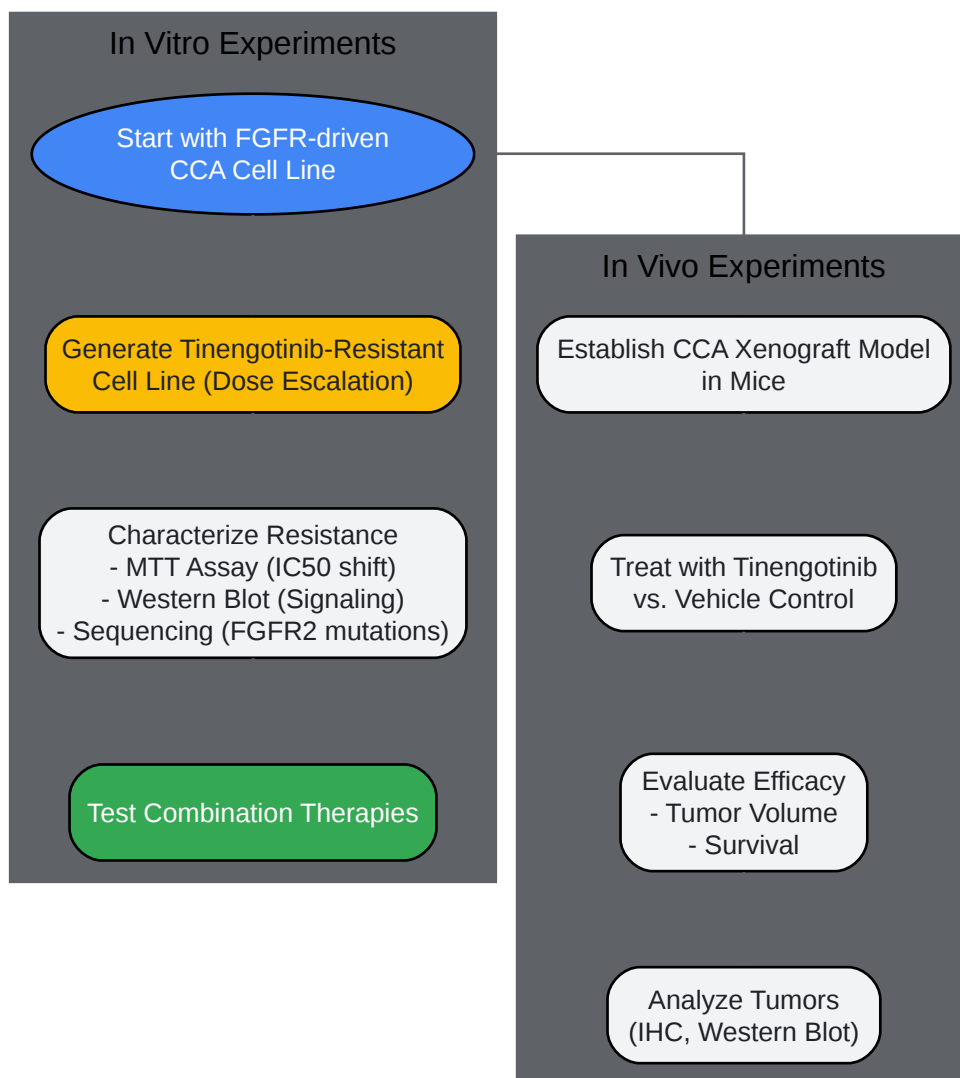 In Vitro Experiments
Start with FGFR-driven
CCA Cell Line
Generate Tinengotinib-Resistant
Cell Line (Dose Escalation)
Characterize Resistance
- MTT Assay (IC50 shift)
- Western Blot (Signaling)
- Sequencing (FGFR2 mutations)
Test Combination Therapies
In Vivo Experiments
Establish CCA Xenograft Model
in Mice
Treat with Tinengotinib
vs. Vehicle Control
Evaluate Efficacy
- Tumor Volume
- Survival
Analyze Tumors
(IHC, Western Blot)